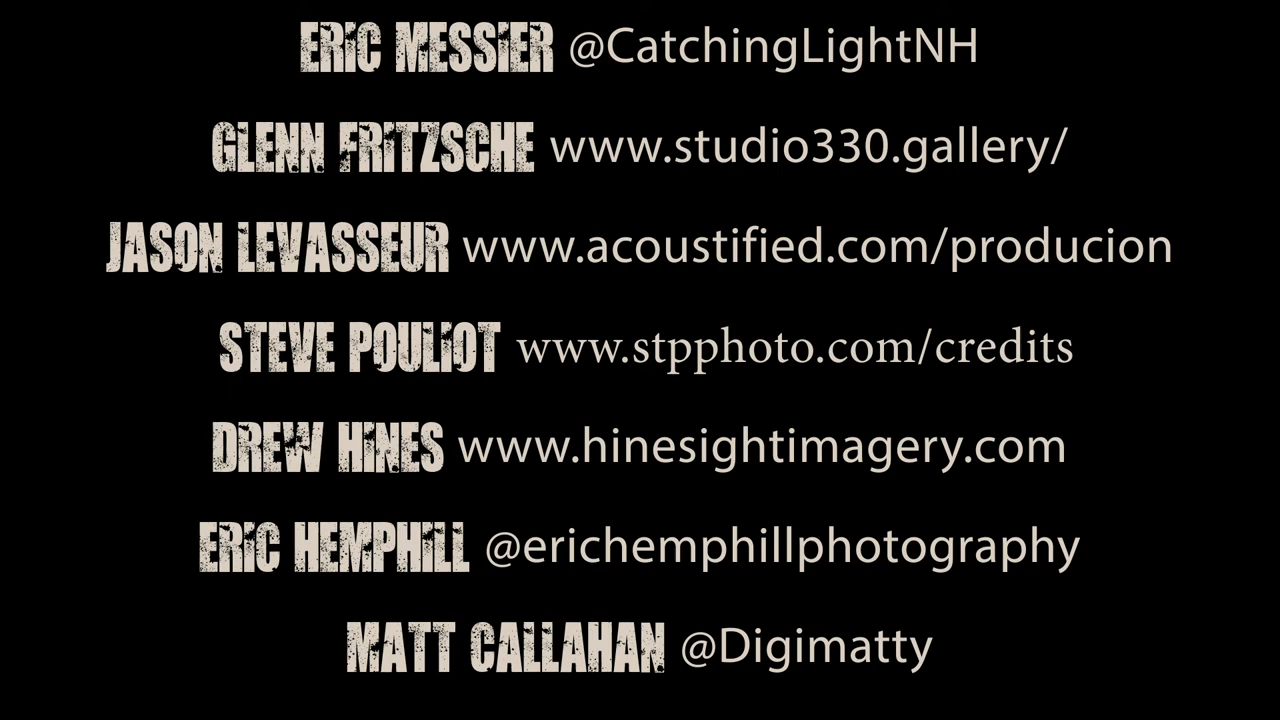 ERIC MESSIER @CatchingLightNH
GLENN FRITZSCHE www.studio330.gallery/
JASON LEVASSEUR www.acoustified.com/producion
STEVE POULIOT www.stpphoto.com/credits
DREW HINES www.hinesightimagery.com
ERIC HEMPHILL @erichemphillphotography
MATT CALLAHAN @Digimatty